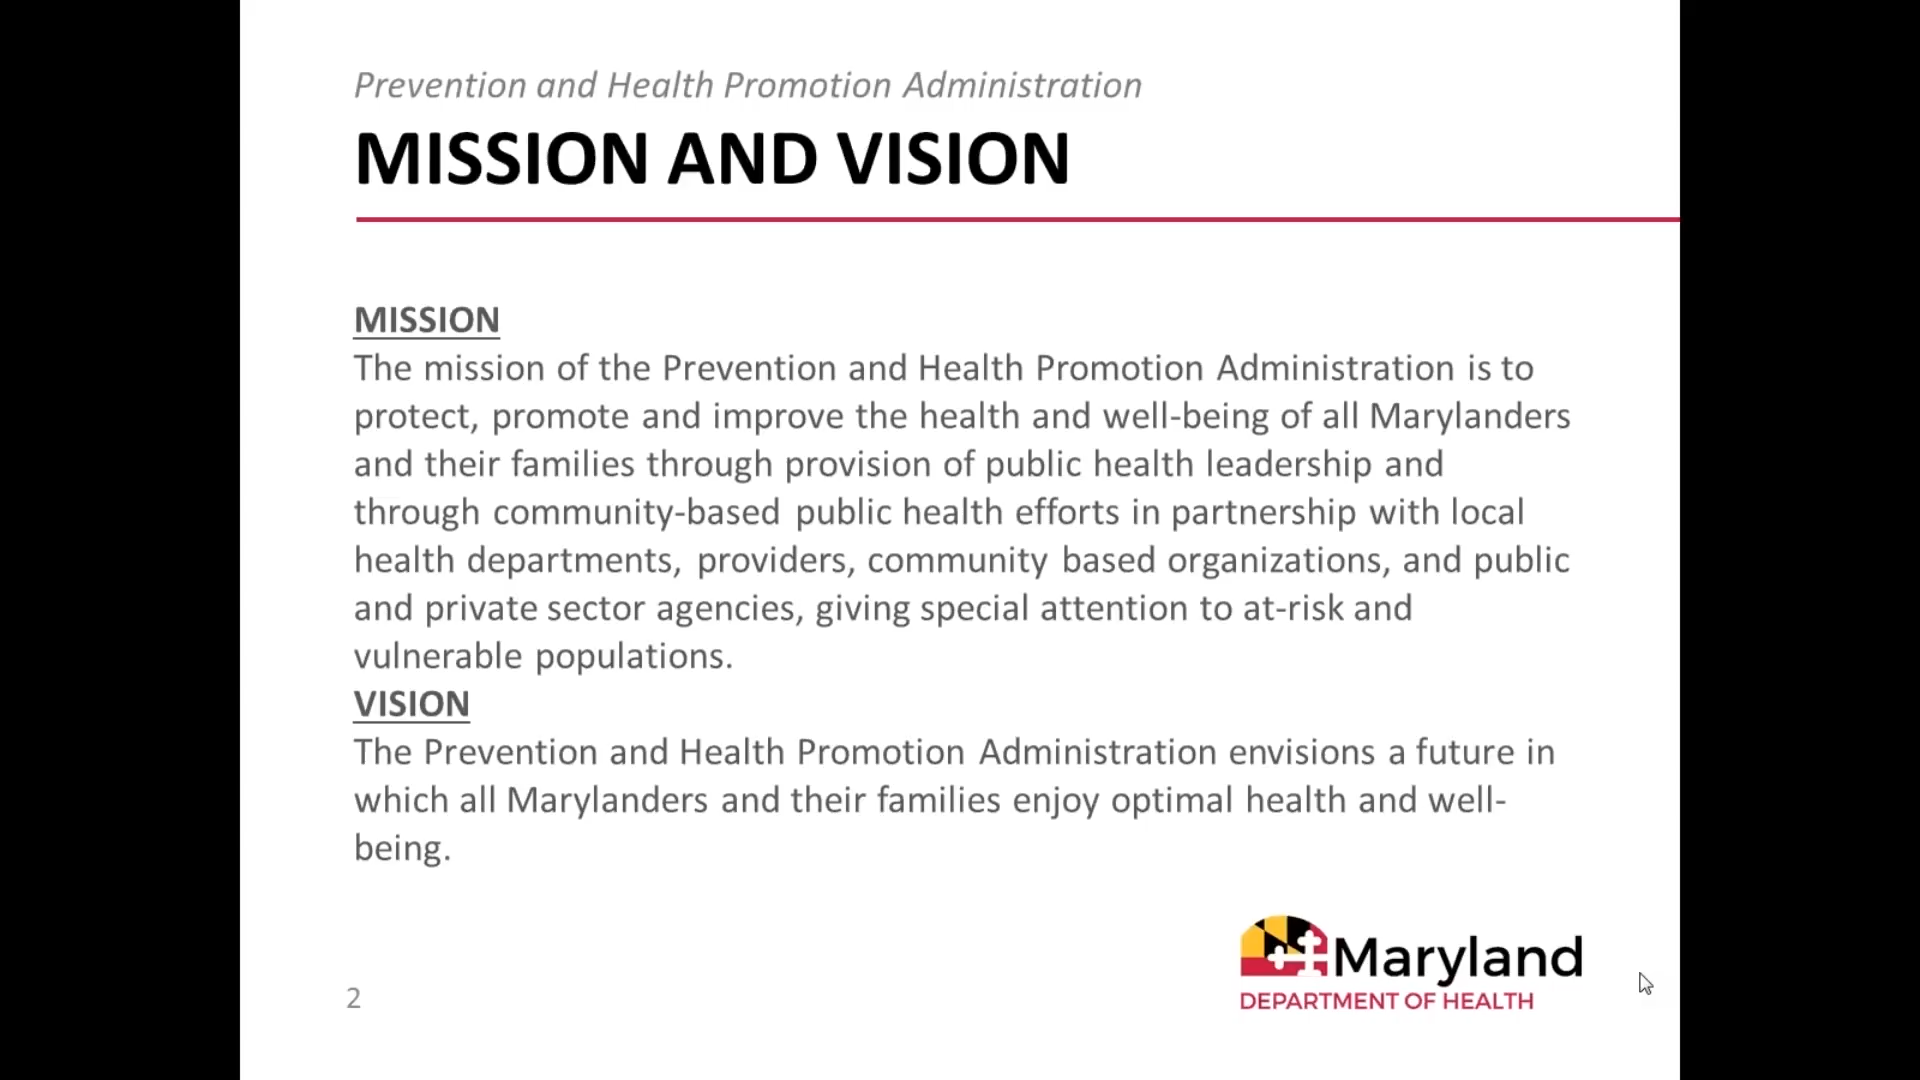 Prevention and Health Promotion Administration
MISSION AND VISION
MISSION
The mission of the Prevention and Health Promotion Administration is to
protect, promote and improve the health and well-being of all Marylanders
and their families through provision of public health leadership and
through community-based public health efforts in partnership with local
health departments, providers, community based organizations, and public
and private sector agencies, giving special attention to at-risk and
vulnerable populations.
VISION
The Prevention and Health Promotion Administration envisions a future in
which all Marylanders and their families enjoy optimal health and well-
being.
Maryland
DEPARTMENT OF HEALTH
2